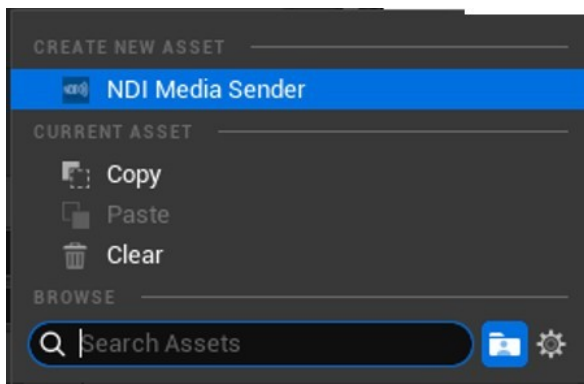 CREATE NEW ASSET
NDI Media Sender
CURRENT ASSET
Copy
Paste
Clear
BROWSE
Search Assets